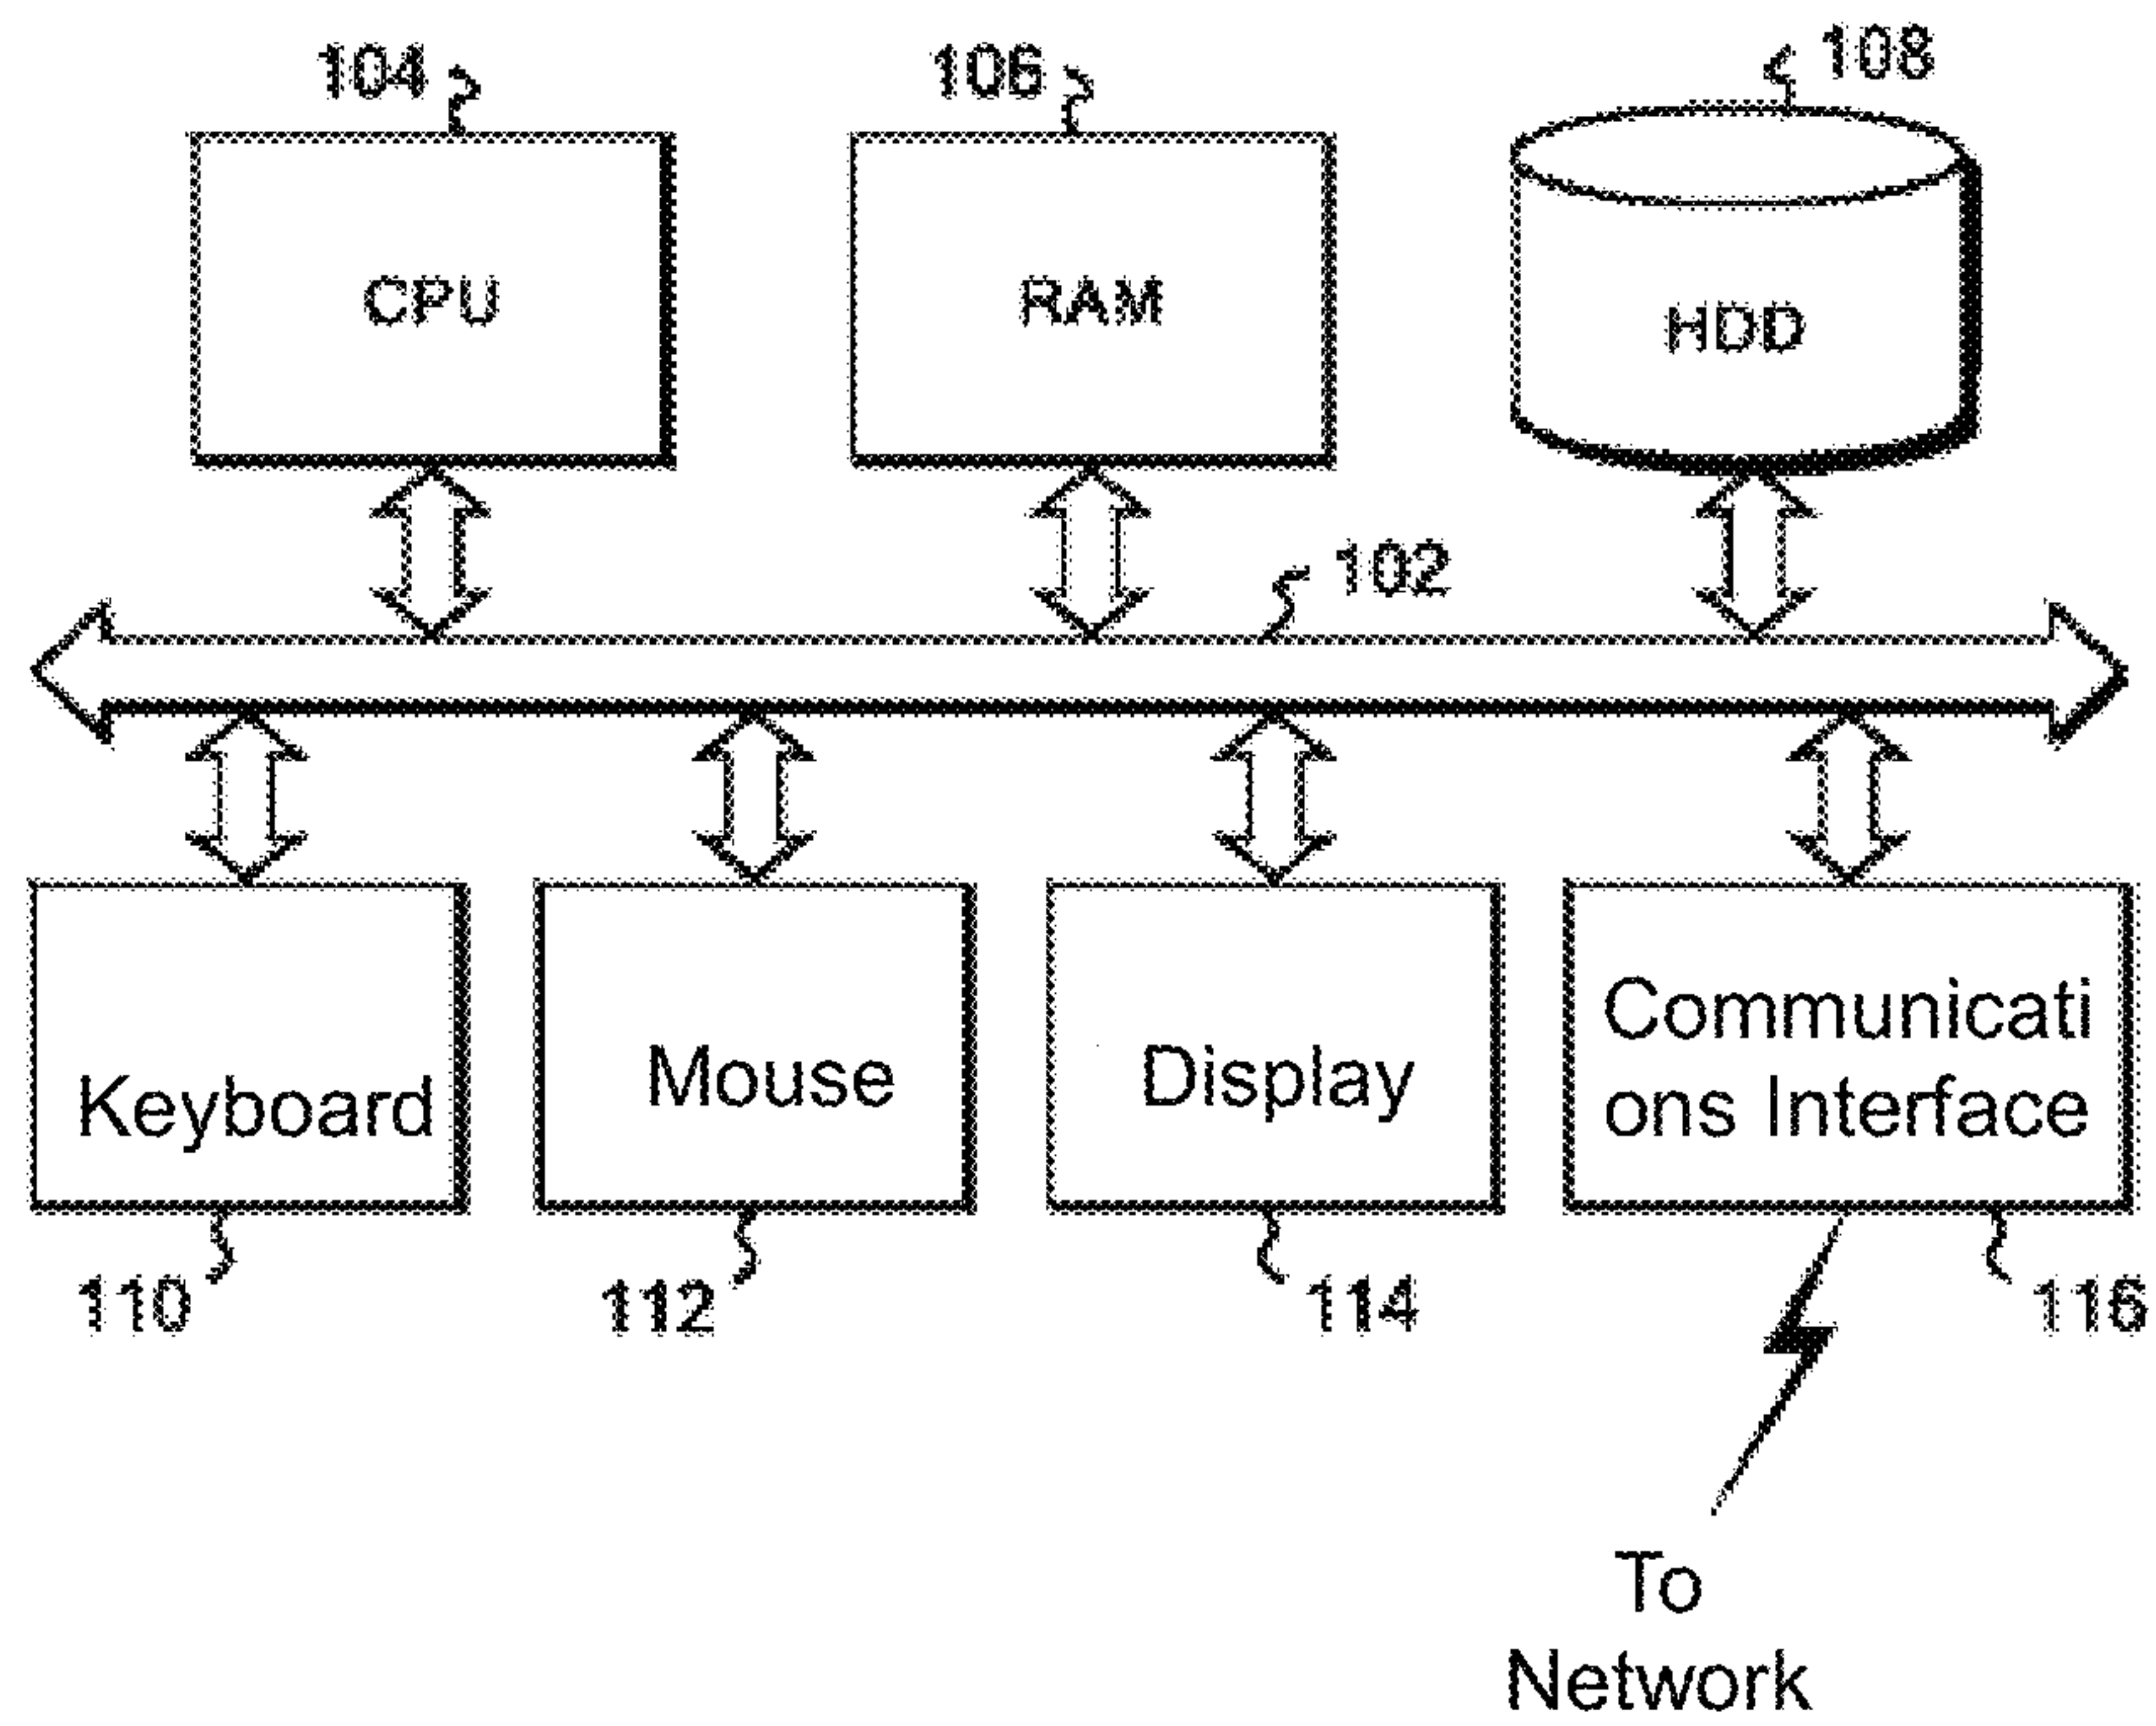 104
106
108
CPU
RAM
HDD
102
Keyboard
Mouse
Display
Communicati
ons Interface
110
112
114
116
To
Network